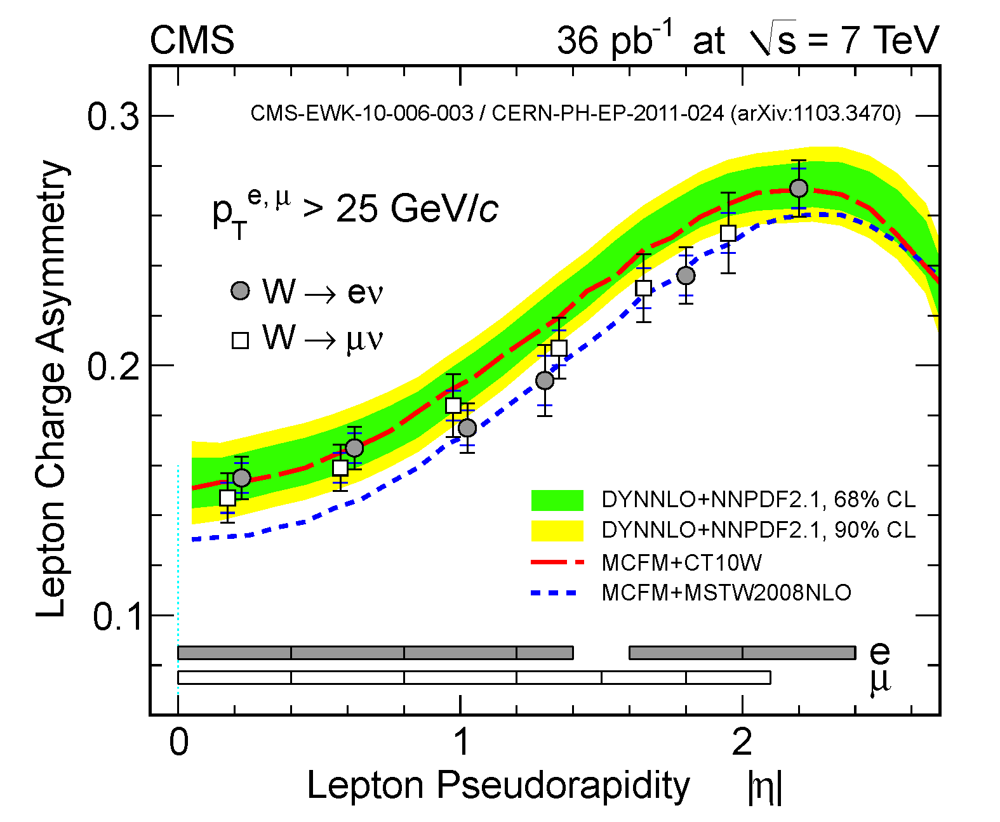 CMS
36 pb-1 at √s = 7 TeV
CMS-EWK-10-006-003 / CERN-PH-EP-2011-024 (arXiv:1103.3470)
pT e, μ > 25 GeV/c
W → eν
W → μν
0.3
0.2
0.1
Lepton Charge Asymmetry
DYNNLO+NNPDF2.1, 68% CL
DYNNLO+NNPDF2.1, 90% CL
MCFM+CT10W
MCFM+MSTW2008NLO
e
μ
0 1 2
Lepton Pseudorapidity |η|